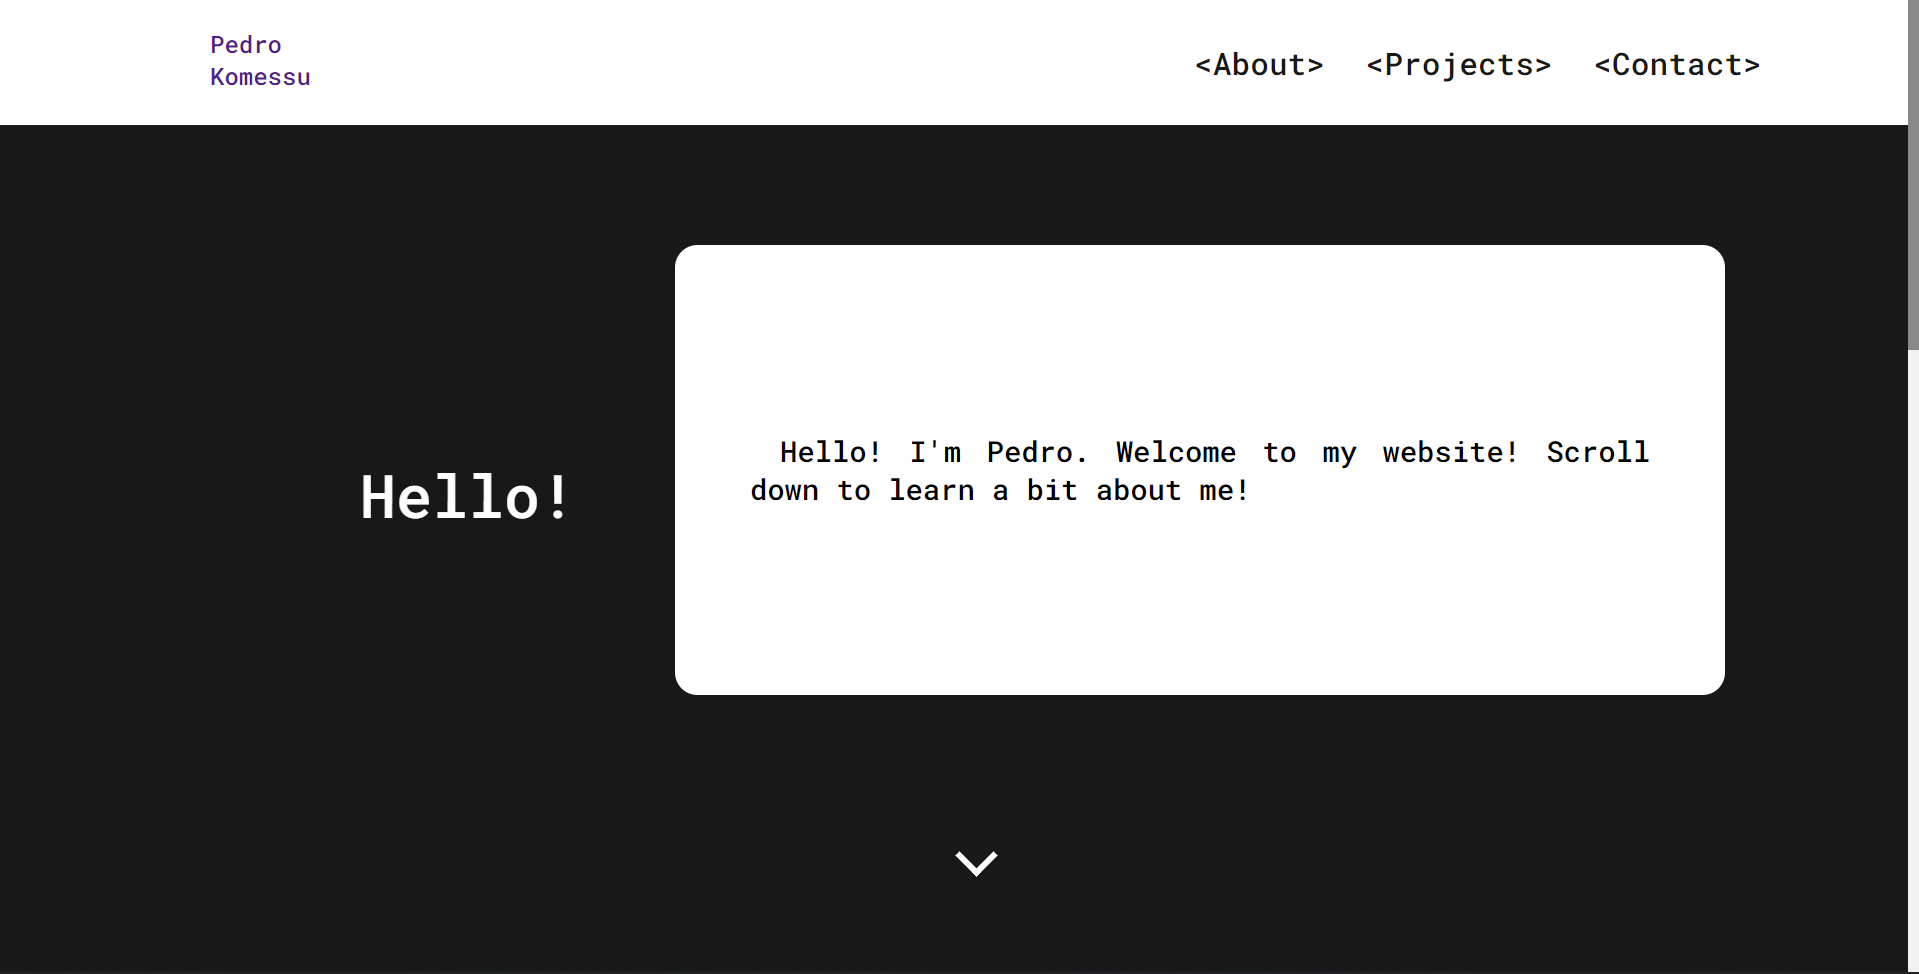 Pedro
Komessu
<About> <Projects> <Contact>
Hello!
Hello! I'm Pedro. Welcome to my website! Scroll
down to learn a bit about me!